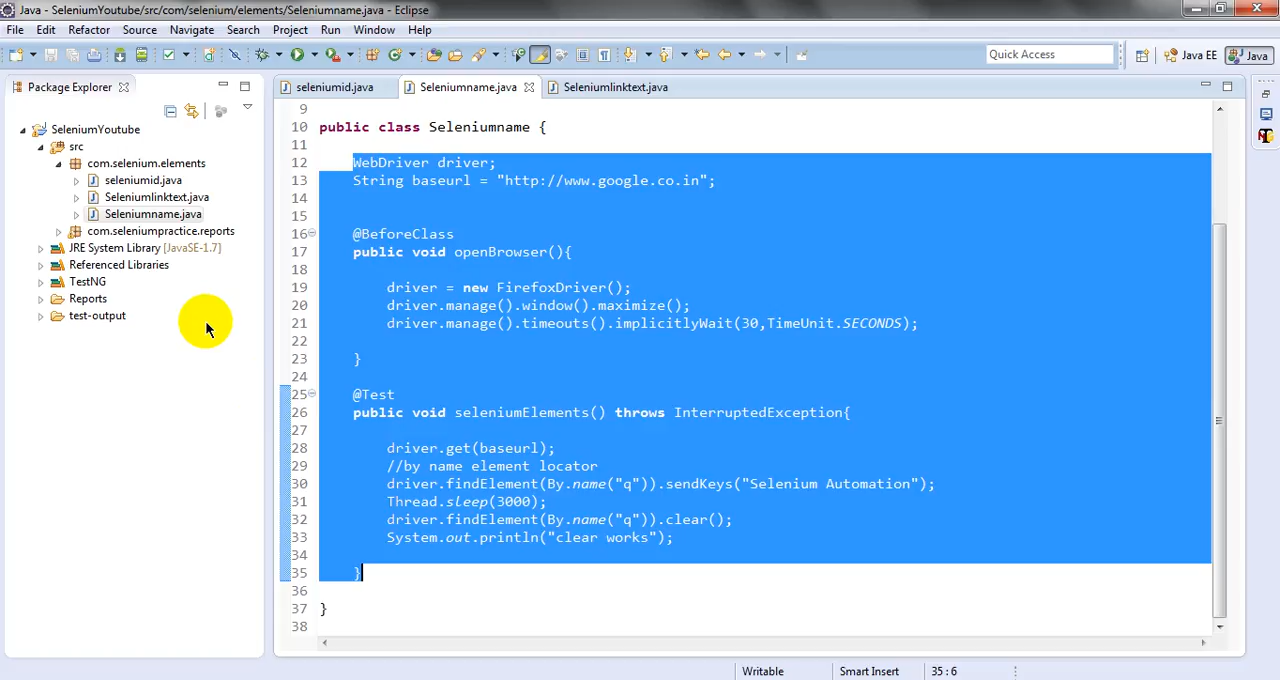 Java - SeleniumYoutube/src/com/selenium/elements/Seleniumname.java - Eclipse
File Edit Refactor Source Navigate Search Project Run Window Help
Quick Access Java EE Java
Package Explorer
SeleniumYoutube
src
com.selenium.elements
seleniumid.java
Seleniumlinktext.java
Seleniumname.java
com.seleniumpractice.reports
JRE System Library [JavaSE-1.7]
Referenced Libraries
TestNG
Reports
test-output
seleniumid.java Seleniumname.java Seleniumlinktext.java
9
10 public class Seleniumname {
11
12 WebDriver driver;
13 String baseurl = "http://www.google.co.in";
14
15
16 @BeforeClass
17 public void openBrowser(){
18
19 driver = new FirefoxDriver();
20 driver.manage().window().maximize();
21 driver.manage().timeouts().implicitlyWait(30,TimeUnit.SECONDS);
22
23 }
24
25 @Test
26 public void seleniumElements() throws InterruptedException{
27
28 driver.get(baseurl);
29 //by name element locator
30 driver.findElement(By.name("q")).sendKeys("Selenium Automation");
31 Thread.sleep(3000);
32 driver.findElement(By.name("q")).clear();
33 System.out.println("clear works");
34
35 }
36
37 }
38
Writable Smart Insert 35 : 6